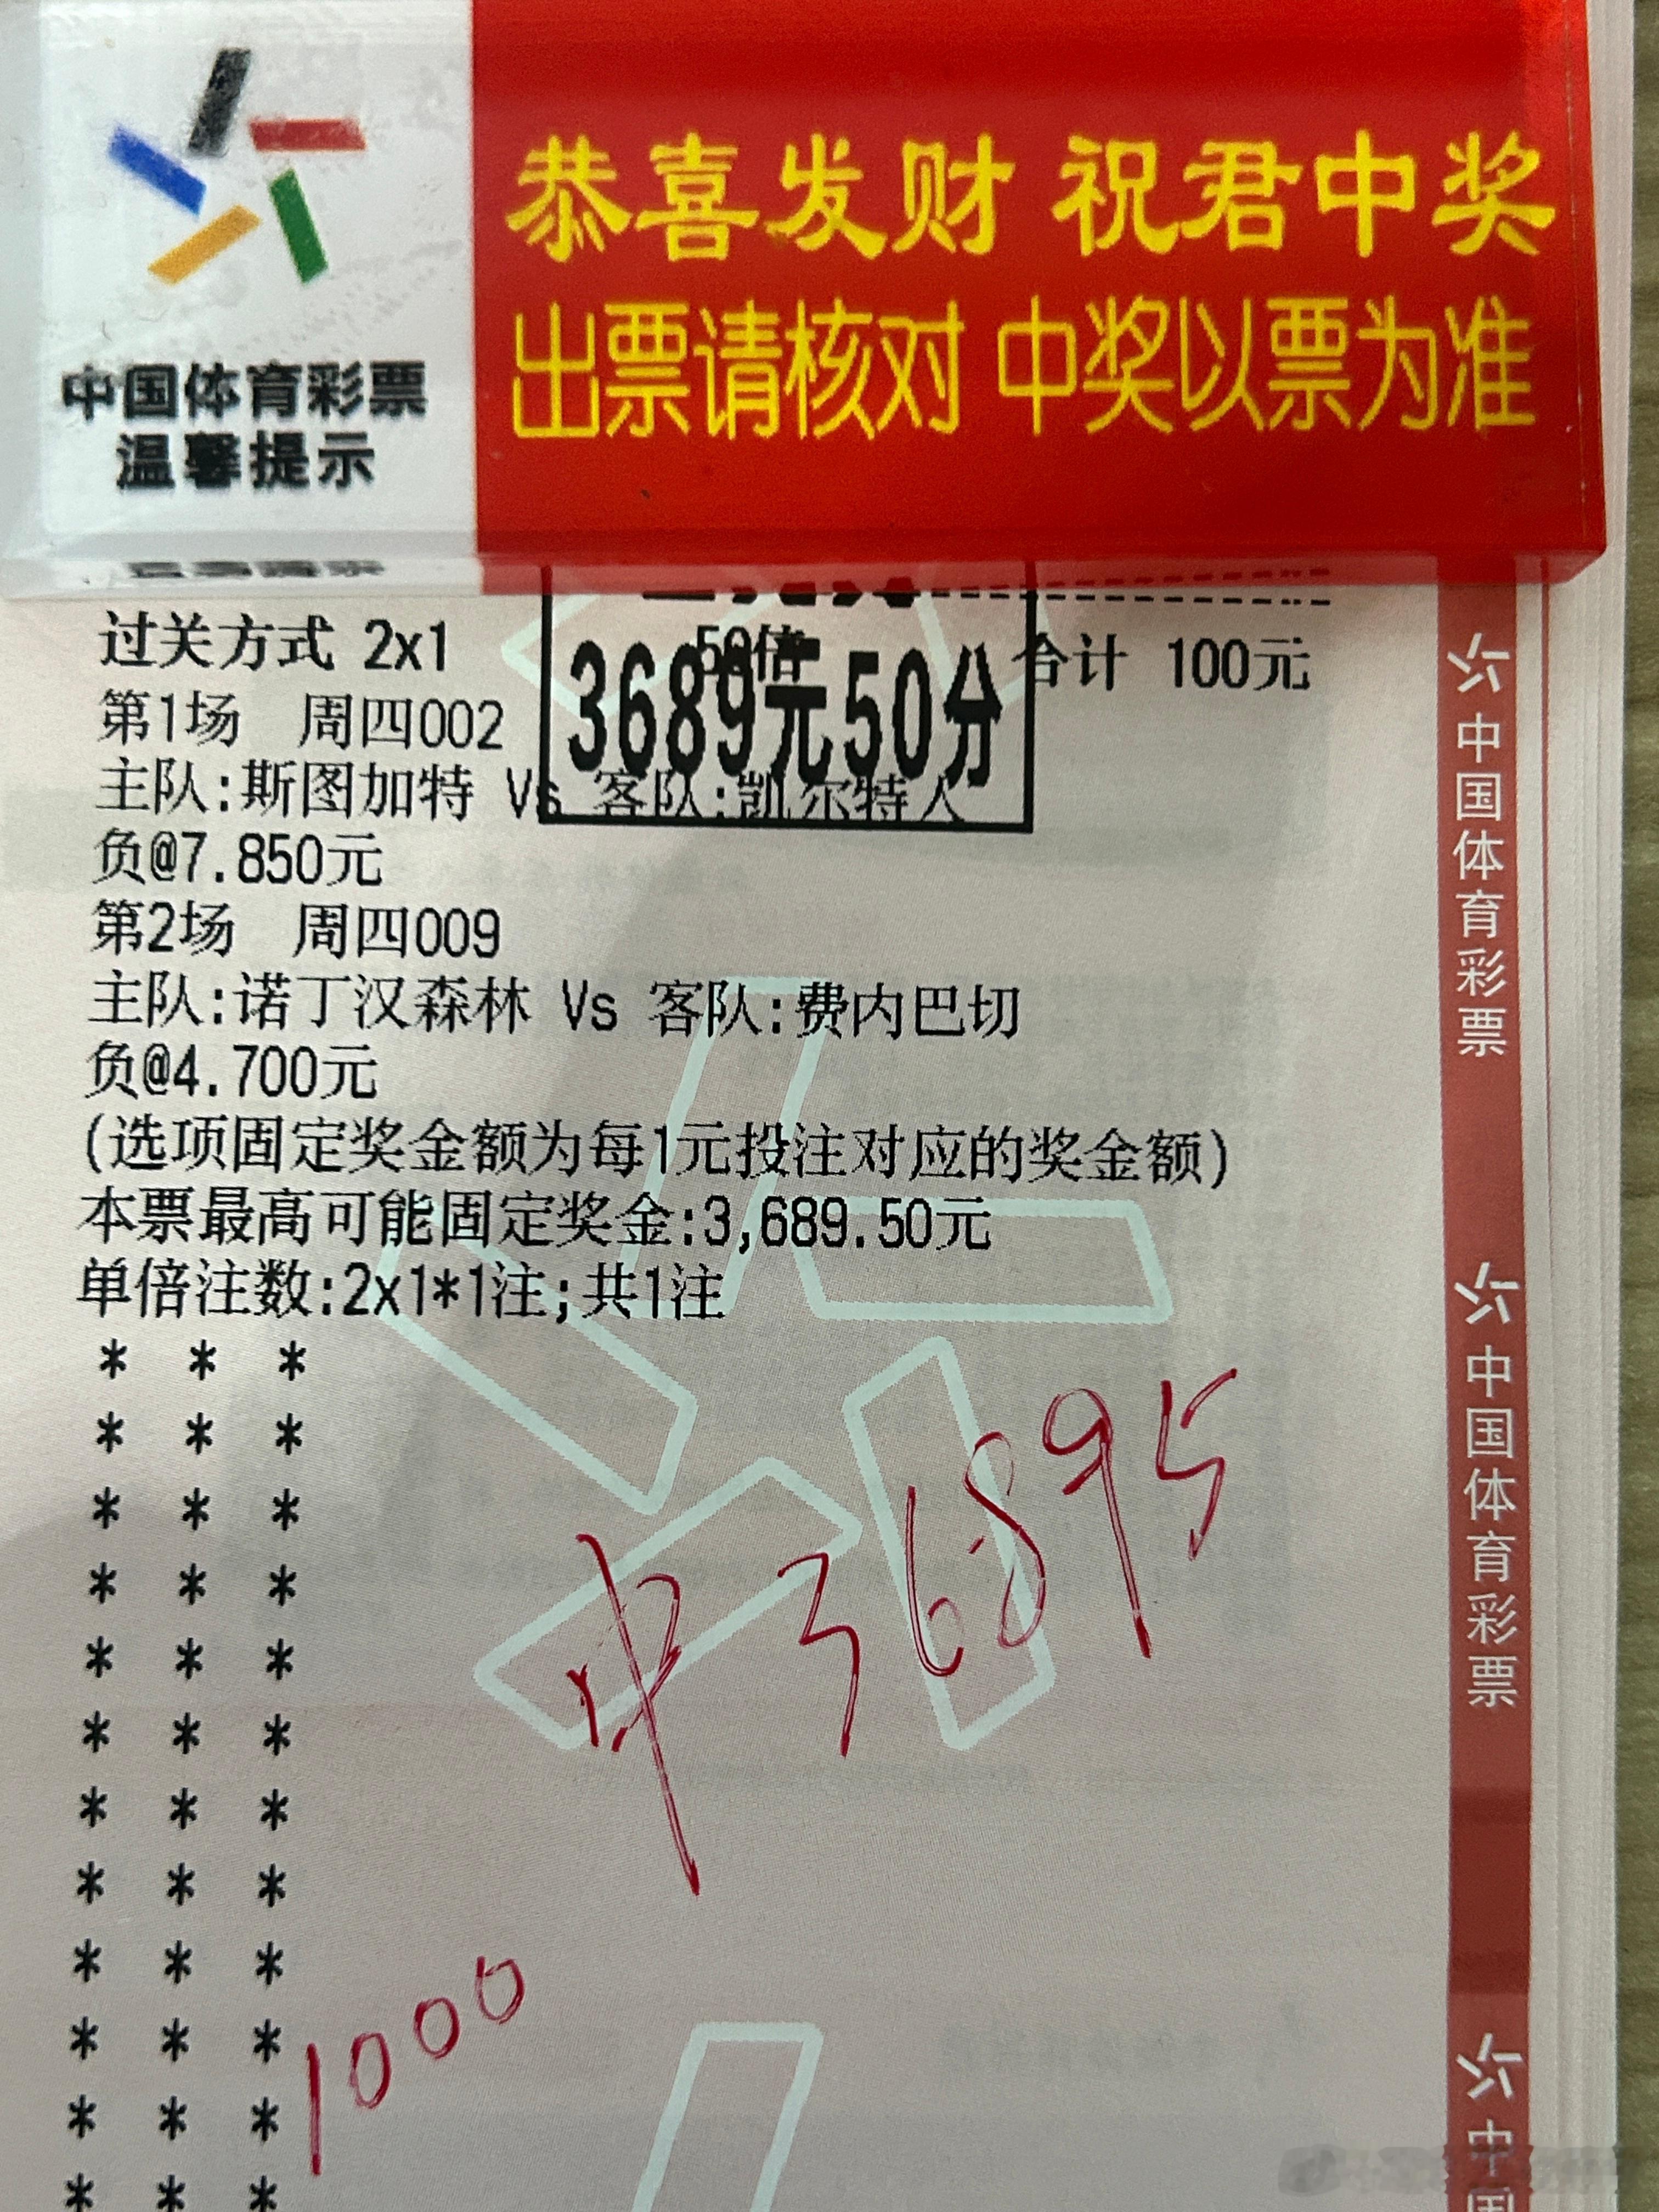 恭喜发财 祝君中奖
出票请核对 中奖以票为准
中国体育彩票
温馨提示
过关方式 2x1 50倍 合计 100元
3689元50分
第1场 周四002
主队:斯图加特 Vs 客队:凯尔特人
负@7.850元
第2场 周四009
主队:诺丁汉森林 Vs 客队:费内巴切
负@4.700元
(选项固定奖金额为每1元投注对应的奖金额)
本票最高可能固定奖金:3,689.50元
单倍注数:2x1*1注;共1注
* * *
* * *
* * *
* * *
* * *
* * *
* * *
* * *
* * *
* * *
* * *
* * *
中36895
1000
中国体育彩票
中国体育彩票
中国